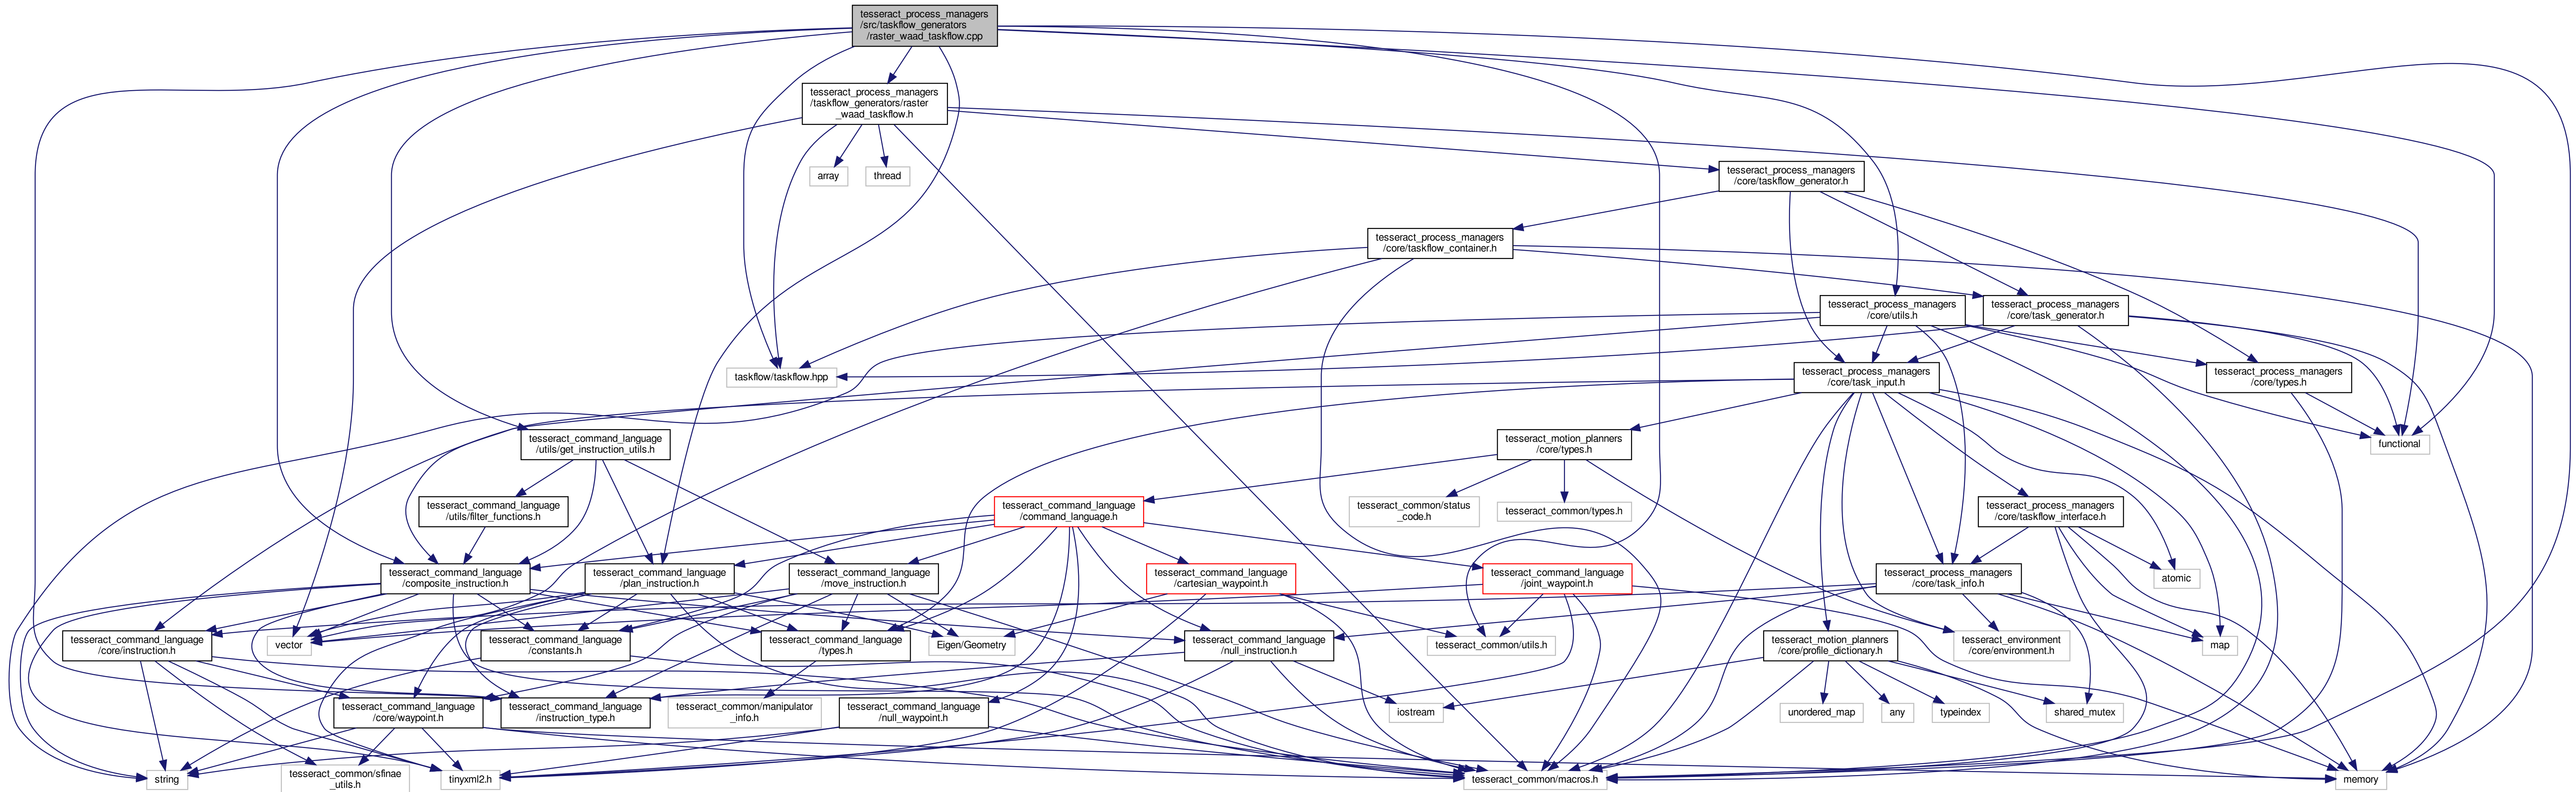 tesseract_process_managers
/src/taskflow_generators
/raster_waad_taskflow.cpp
tesseract_process_managers
/taskflow_generators/raster
_waad_taskflow.h
array
thread
tesseract_process_managers
/core/taskflow_generator.h
tesseract_process_managers
/core/taskflow_container.h
tesseract_process_managers
/core/utils.h
tesseract_process_managers
/core/task_generator.h
taskflow/taskflow.hpp
tesseract_process_managers
/core/task_input.h
tesseract_process_managers
/core/types.h
tesseract_command_language
/utils/get_instruction_utils.h
tesseract_motion_planners
/core/types.h
functional
tesseract_command_language
/utils/filter_functions.h
tesseract_command_language
/command_language.h
tesseract_common/status
_code.h
tesseract_common/types.h
tesseract_process_managers
/core/taskflow_interface.h
tesseract_command_language
/composite_instruction.h
tesseract_command_language
/plan_instruction.h
tesseract_command_language
/move_instruction.h
tesseract_command_language
/cartesian_waypoint.h
tesseract_command_language
/joint_waypoint.h
tesseract_process_managers
/core/task_info.h
atomic
tesseract_command_language
/core/instruction.h
vector
tesseract_command_language
/constants.h
tesseract_command_language
/types.h
Eigen/Geometry
tesseract_command_language
/null_instruction.h
tesseract_common/utils.h
tesseract_motion_planners
/core/profile_dictionary.h
tesseract_environment
/core/environment.h
map
tesseract_command_language
/core/waypoint.h
tesseract_command_language
/instruction_type.h
tesseract_common/manipulator
_info.h
tesseract_command_language
/null_waypoint.h
iostream
unordered_map
any
typeindex
shared_mutex
string
tesseract_common/sfinae
_utils.h
tinyxml2.h
tesseract_common/macros.h
memory